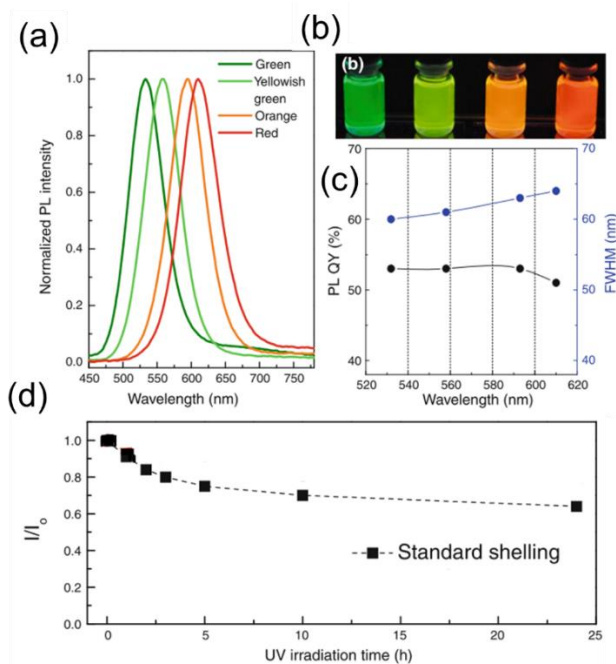 (a)
Green
Yellowish
green
Orange
Red
Normalized PL intensity
1.0
0.8
0.6
0.4
0.2
0.0
450 500 550 600 650 700 750
Wavelength (nm)
(b)
(b)
(c)
PL QY (%)
70
60
50
40
70
60
50
40
FWHM (nm)
520 540 560 580 600 620
Wavelength (nm)
(d)
I/Io
1.0
0.8
0.6
0.4
0.2
0.0
Standard shelling
0 5 10 15 20 25
UV irradiation time (h)